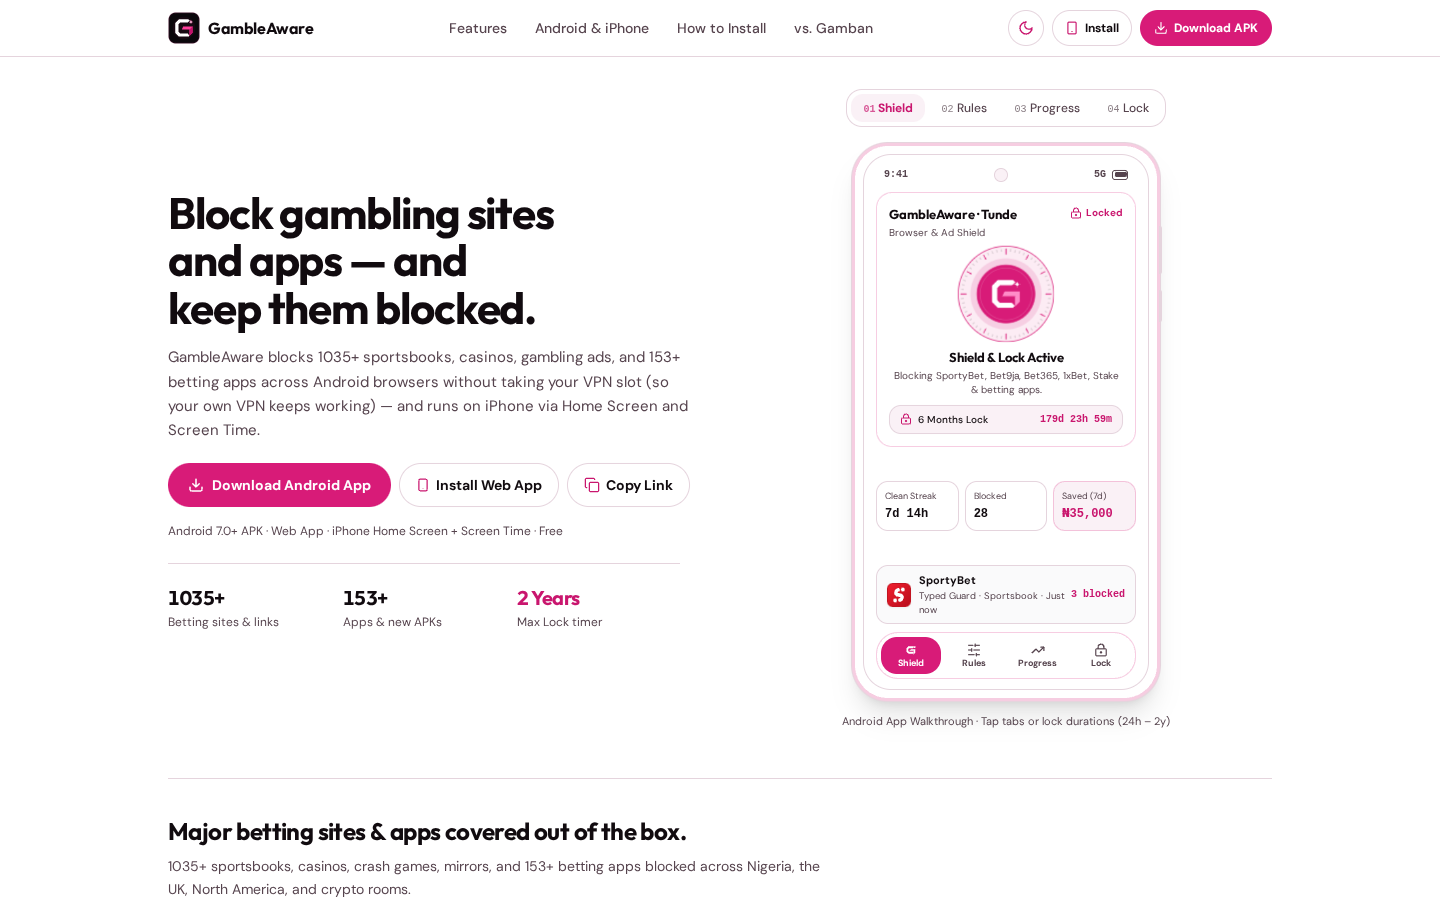 GambleAware
Features
Android & iPhone
How to Install
vs. Gamban
Install
Download APK
Block gambling sites
and apps — and
keep them blocked.
GambleAware blocks 1035+ sportsbooks, casinos, gambling ads, and 153+
betting apps across Android browsers without taking your VPN slot (so
your own VPN keeps working) — and runs on iPhone via Home Screen and
Screen Time.
Download Android App
Install Web App
Copy Link
Android 7.0+ APK · Web App · iPhone Home Screen + Screen Time · Free
1035+
Betting sites & links
153+
Apps & new APKs
2 Years
Max Lock timer
01 Shield
02 Rules
03 Progress
04 Lock
9:41
5G
GambleAware · Tunde
Locked
Browser & Ad Shield
Shield & Lock Active
Blocking SportyBet, Bet9ja, Bet365, 1xBet, Stake
& betting apps.
6 Months Lock
179d 23h 59m
Clean Streak
7d 14h
Blocked
28
Saved (7d)
₦35,000
SportyBet
Typed Guard · Sportsbook · Just
now
3 blocked
Shield
Rules
Progress
Lock
Android App Walkthrough · Tap tabs or lock durations (24h – 2y)
Major betting sites & apps covered out of the box.
1035+ sportsbooks, casinos, crash games, mirrors, and 153+ betting apps blocked across Nigeria, the
UK, North America, and crypto rooms.